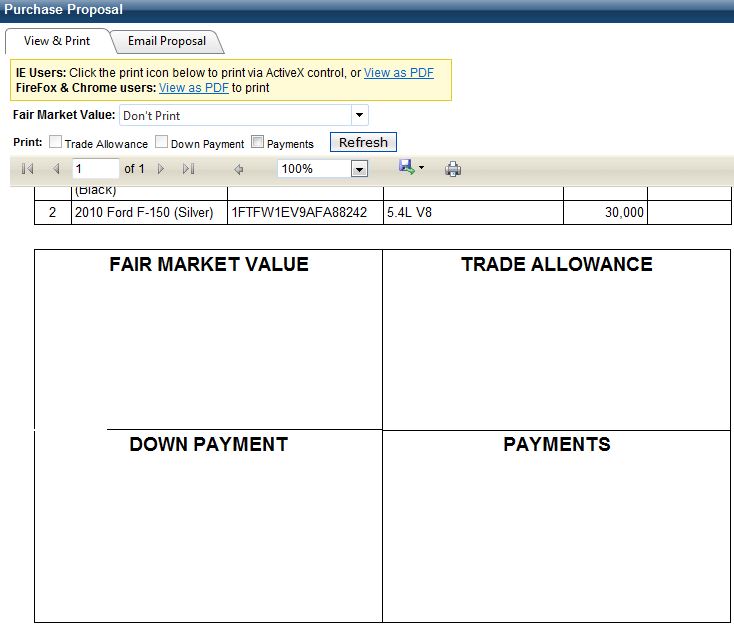 Purchase Proposal
View & Print Email Proposal
IE Users: Click the print icon below to print via ActiveX control, or View as PDF
FireFox & Chrome users: View as PDF to print
Fair Market Value: Don't Print
Print: Trade Allowance Down Payment Payments Refresh
1 of 1 100%
(Black)
2 2010 Ford F-150 (Silver) 1FTFW1EV9AFA88242 5.4L V8 30,000
FAIR MARKET VALUE TRADE ALLOWANCE
DOWN PAYMENT PAYMENTS